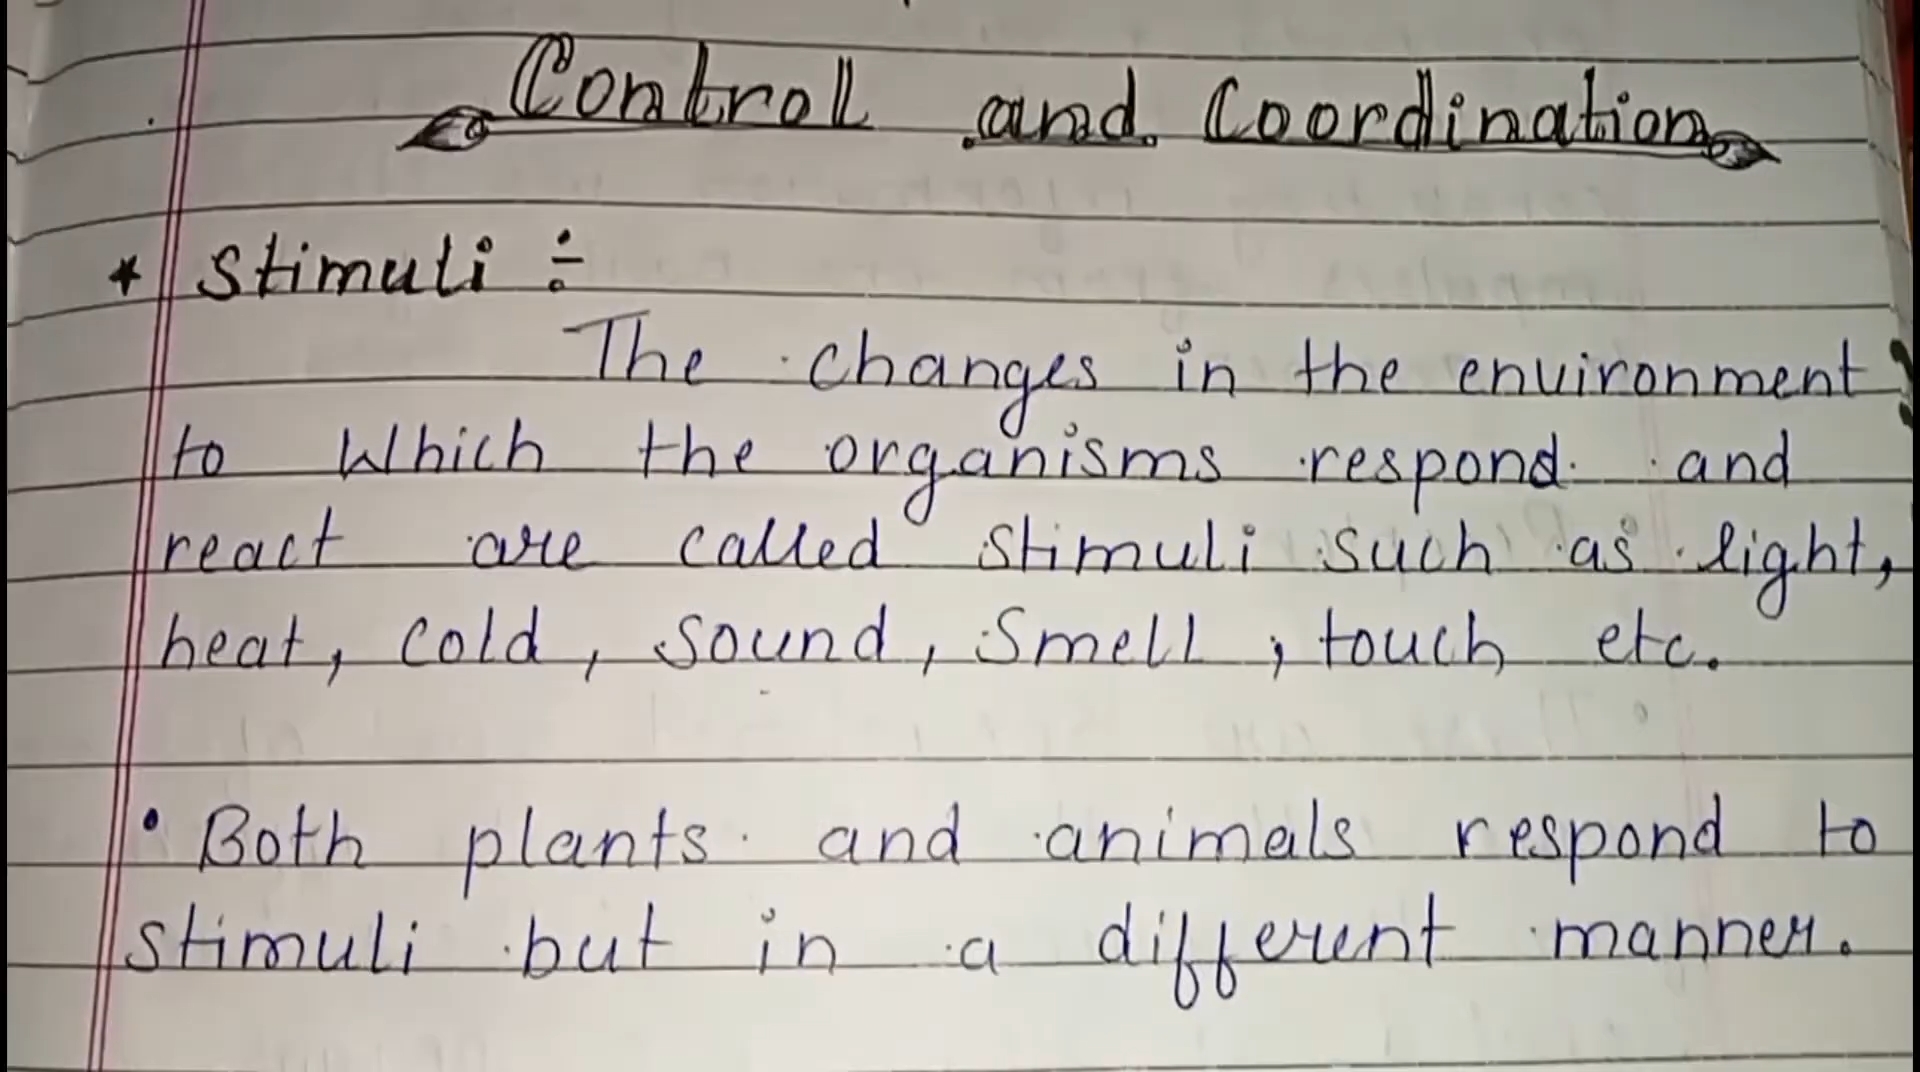 Control and Coordination
* Stimuli ÷
The changes in the environment
to which the organisms respond and
react are called stimuli such as light,
heat, cold, sound, smell, touch etc.
• Both plants and animals respond to
stimuli but in a different manner.